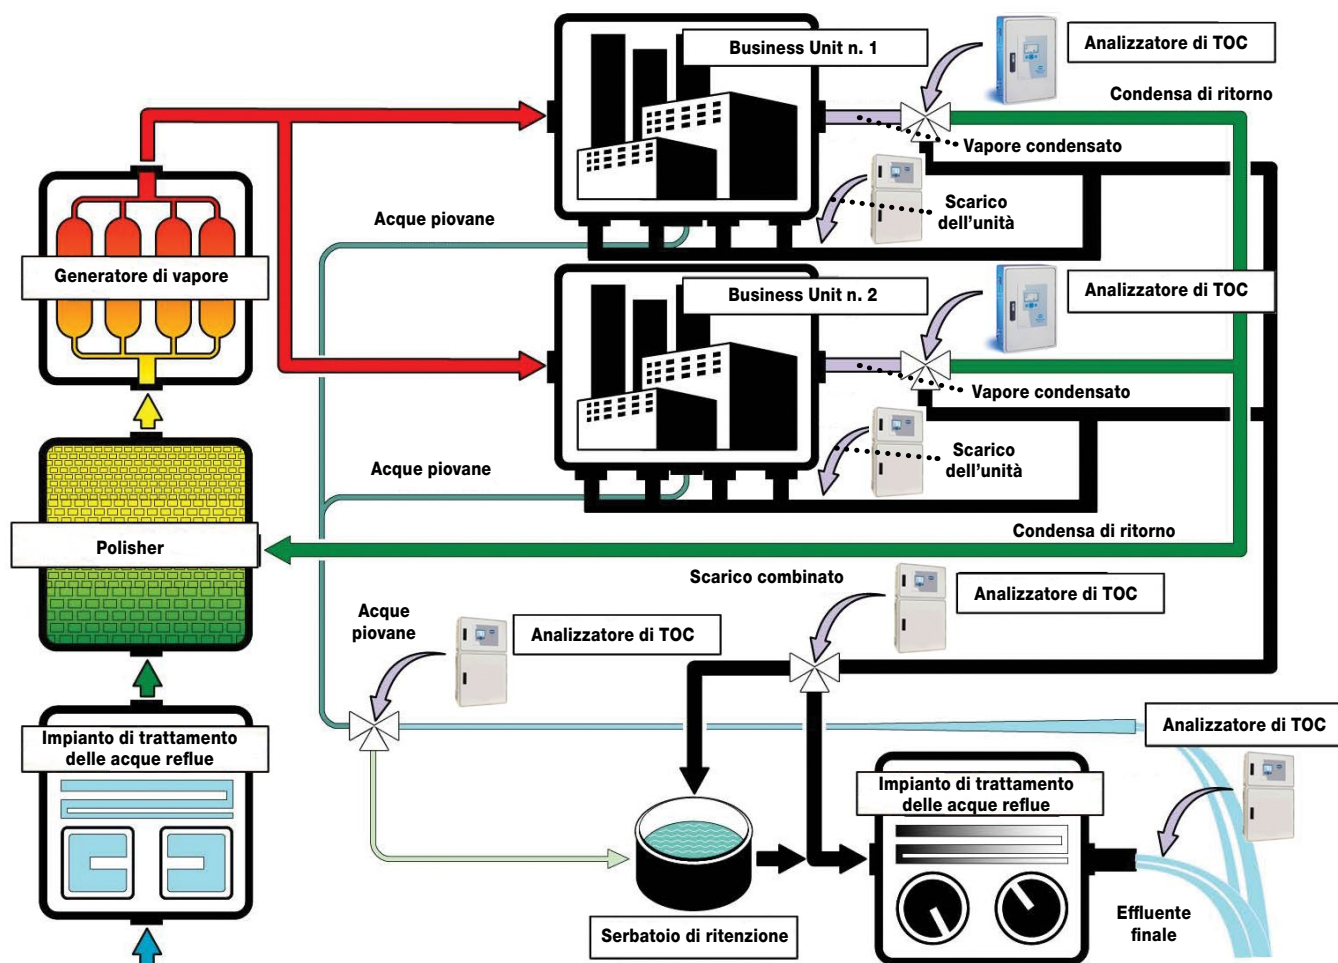 Business Unit n. 1
Analizzatore di TOC
Condensa di ritorno
Vapore condensato
Scarico
dell'unità
Acque piovane
Generatore di vapore
Business Unit n. 2
Analizzatore di TOC
Vapore condensato
Scarico
dell'unità
Acque piovane
Polisher
Condensa di ritorno
Scarico combinato
Analizzatore di TOC
Acque
piovane
Analizzatore di TOC
Impianto di trattamento
delle acque reflue
Analizzatore di TOC
Impianto di trattamento
delle acque reflue
Serbatoio di ritenzione
Effluente
finale